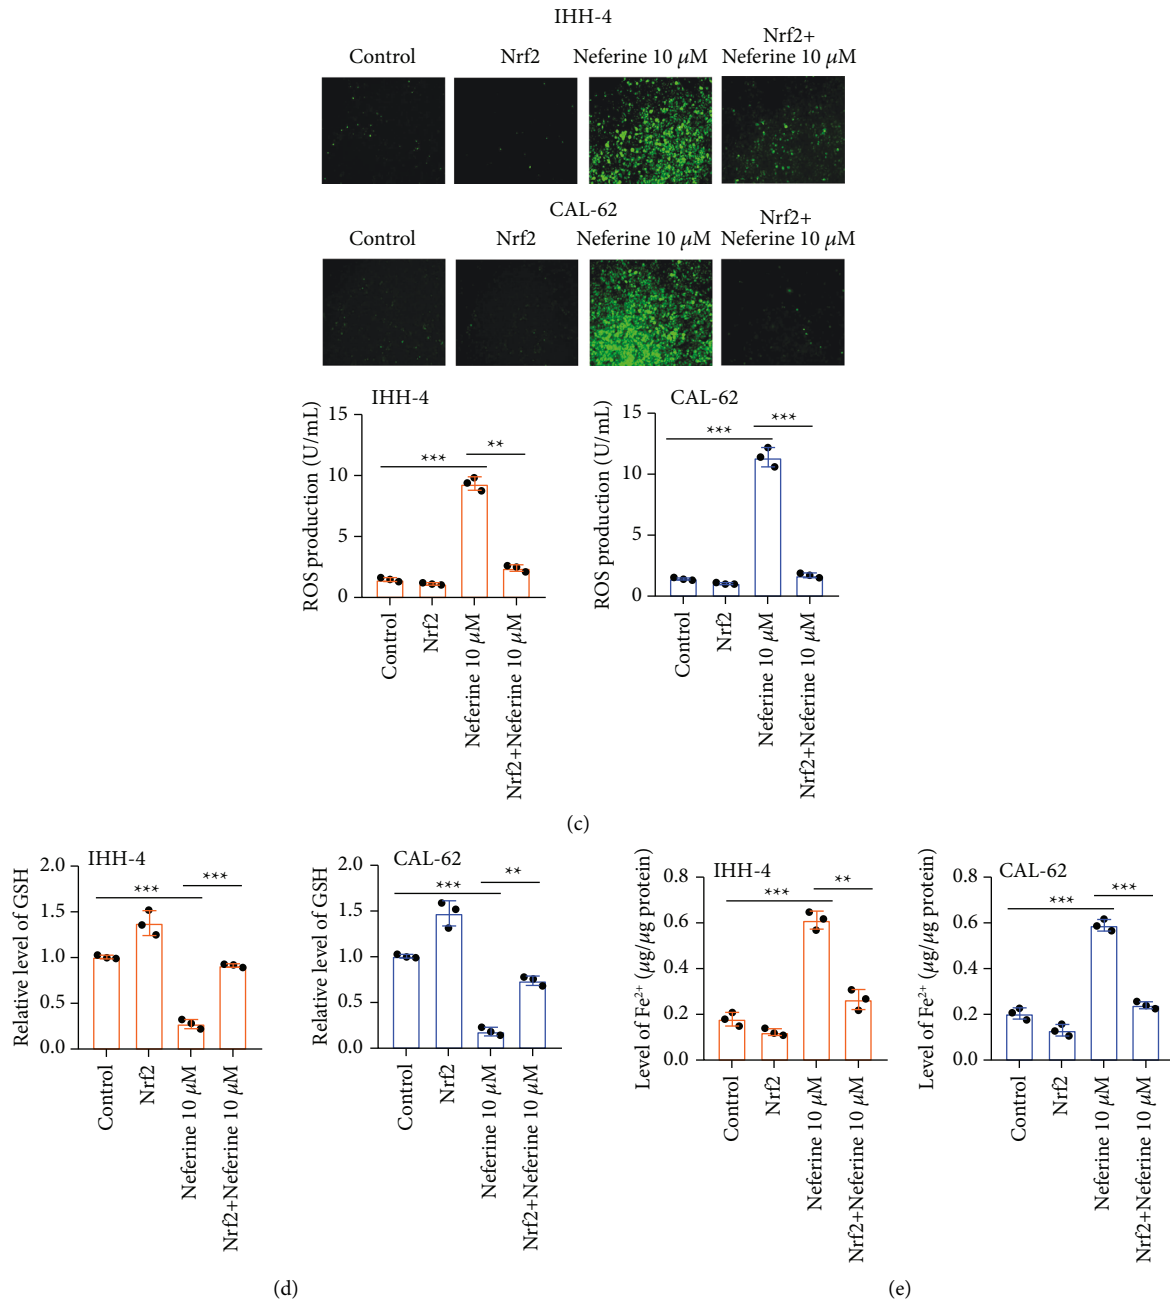 IHH-4
Control
Nrf2
Neferine 10 μM
Nrf2+
Neferine 10 μM
CAL-62
Control
Nrf2
Neferine 10 μM
Nrf2+
Neferine 10 μM
IHH-4
ROS production (U/mL)
15
10
5
0
***
**
Control
Nrf2
Neferine 10 μM
Nrf2+Neferine 10 μM
CAL-62
ROS production (U/mL)
15
10
5
0
***
***
Control
Nrf2
Neferine 10 μM
Nrf2+Neferine 10 μM
(c)
IHH-4
Relative level of GSH
2.0
1.5
1.0
0.5
0.0
***
***
Control
Nrf2
Neferine 10 μM
Nrf2+Neferine 10 μM
CAL-62
Relative level of GSH
2.0
1.5
1.0
0.5
0.0
***
**
Control
Nrf2
Neferine 10 μM
Nrf2+Neferine 10 μM
(d)
IHH-4
Level of Fe²⁺ (μg/μg protein)
0.8
0.6
0.4
0.2
0.0
***
**
Control
Nrf2
Neferine 10 μM
Nrf2+Neferine 10 μM
CAL-62
Level of Fe²⁺ (μg/μg protein)
0.8
0.6
0.4
0.2
0.0
***
***
Control
Nrf2
Neferine 10 μM
Nrf2+Neferine 10 μM
(e)